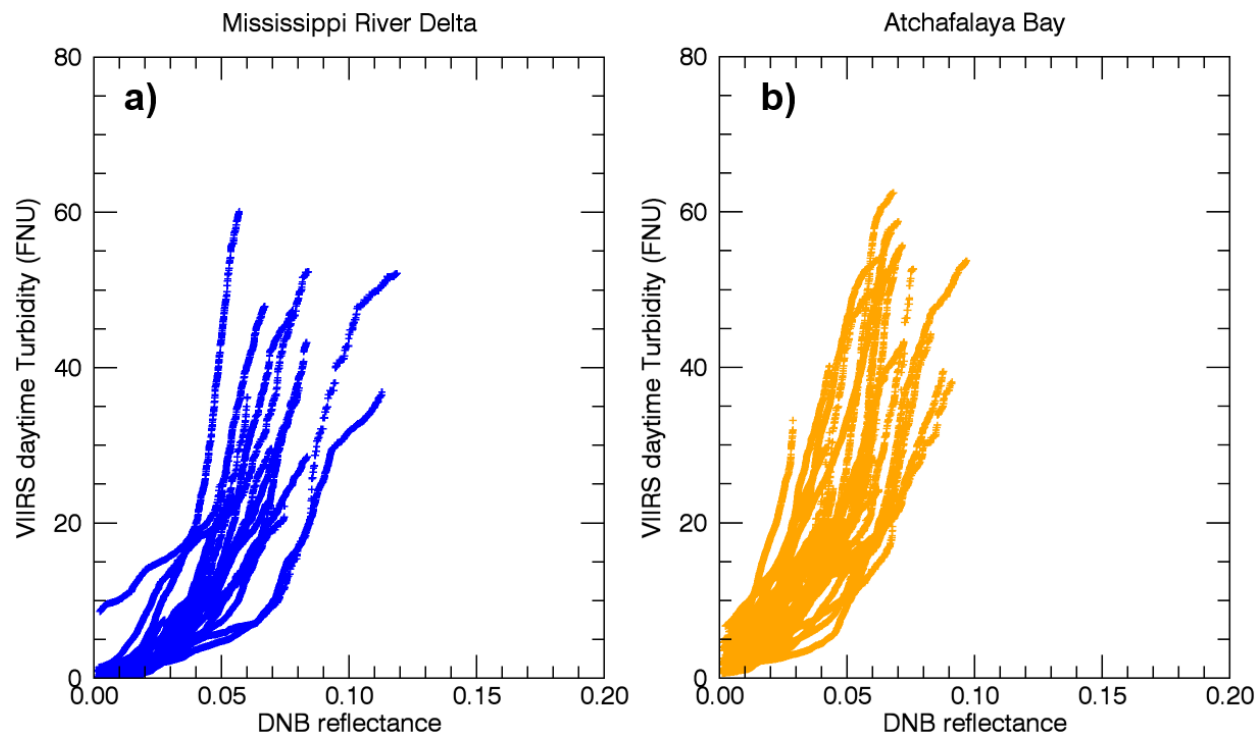 Mississippi River Delta
a)
VIIRS daytime Turbidity (FNU)
80
60
40
20
0
0.00 0.05 0.10 0.15 0.20
DNB reflectance
Atchafalaya Bay
b)
VIIRS daytime Turbidity (FNU)
80
60
40
20
0
0.00 0.05 0.10 0.15 0.20
DNB reflectance